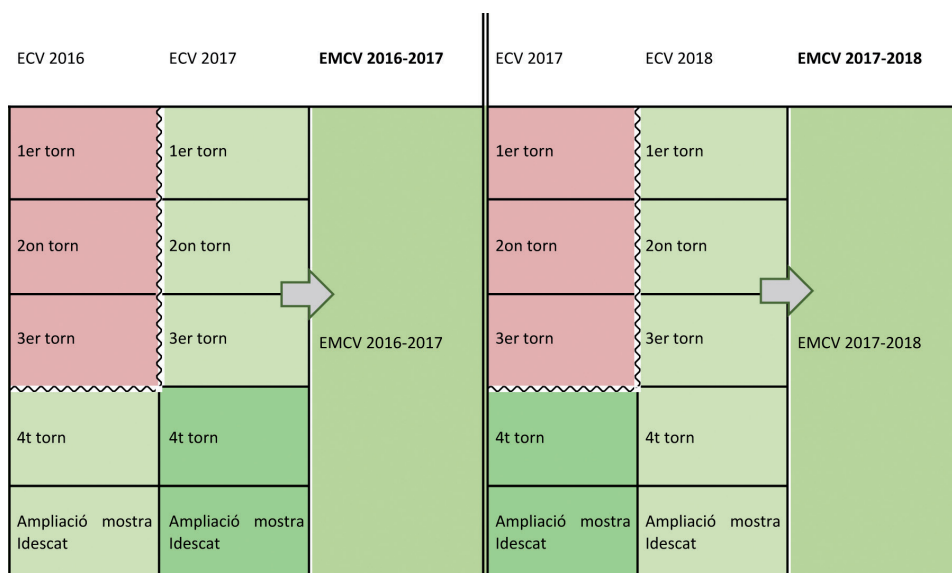 ECV 2016 ECV 2017 EMCV 2016-2017 ECV 2017 ECV 2018 EMCV 2017-2018
1er torn 1er torn 1er torn 1er torn
2on torn 2on torn 2on torn 2on torn
3er torn 3er torn EMCV 2016-2017 3er torn 3er torn EMCV 2017-2018
4t torn 4t torn 4t torn 4t torn
Ampliació mostra Ampliació mostra Ampliació mostra Ampliació mostra
Idescat Idescat Idescat Idescat